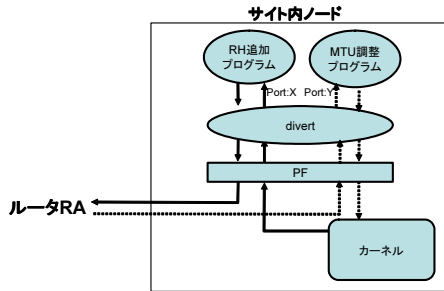 サイト内ノード
RH追加
プログラム
MTU調整
プログラム
Port:X
Port:Y
divert
PF
ルータRA
カーネル